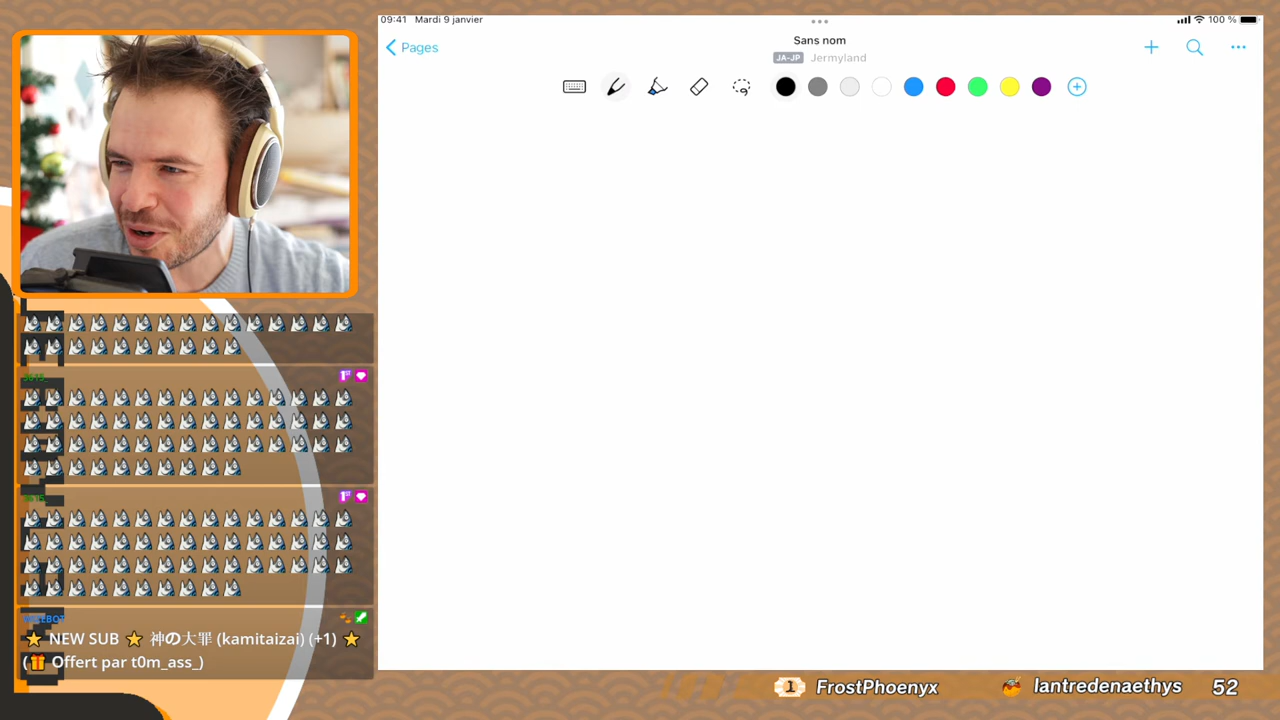 09:41 Mardi 9 janvier
100 %
Pages
Sans nom
JA-JP Jermyland
NEW SUB 神の大罪 (kamitaizai) (+1)
( Offert par t0m_ass_)
1 FrostPhoenyx
lantredenaethys 52